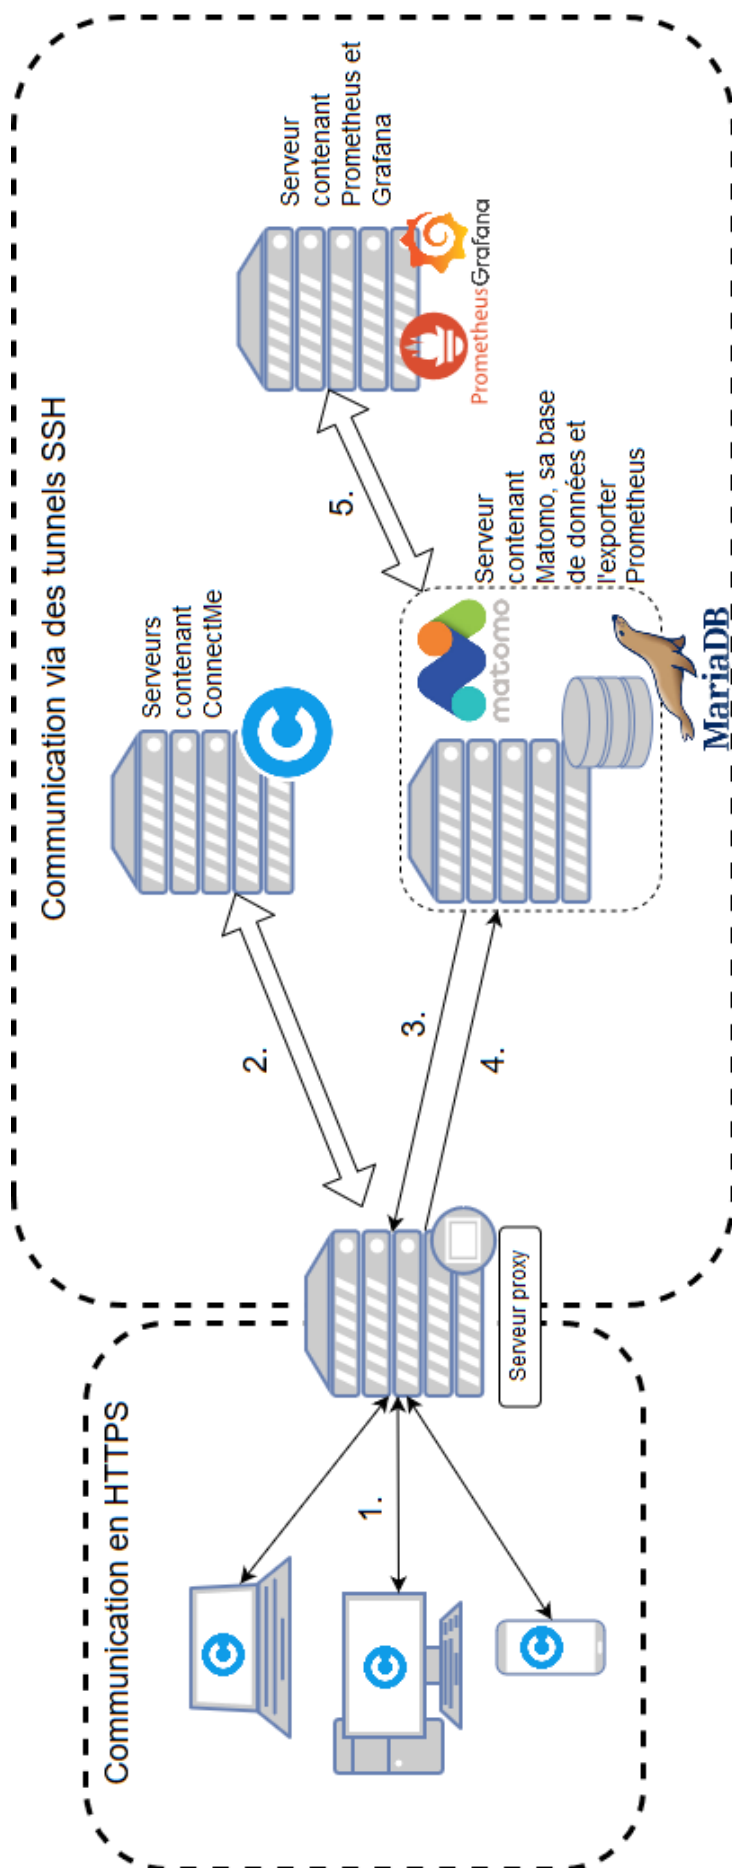 Communication en HTTPS
1.
Serveur proxy
Communication via des tunnels SSH
2.
Serveurs
contenant
ConnectMe
3.
4.
matomo
Serveur
contenant
Matomo, sa base
de données et
l'exporter
Prometheus
MariaDB
5.
Serveur
contenant
Prometheus et
Grafana
Prometheus
Grafana